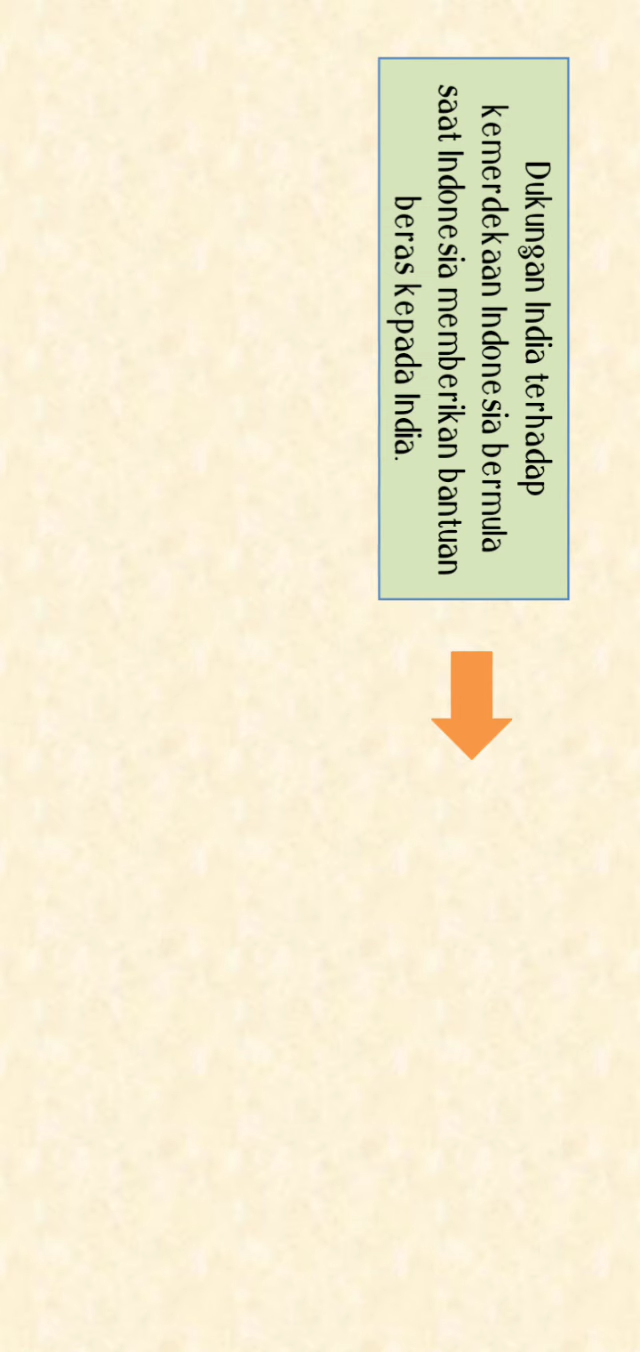 Dukungan India terhadap
kemerdekaan Indonesia bermula
saat Indonesia memberikan bantuan
beras kepada India.